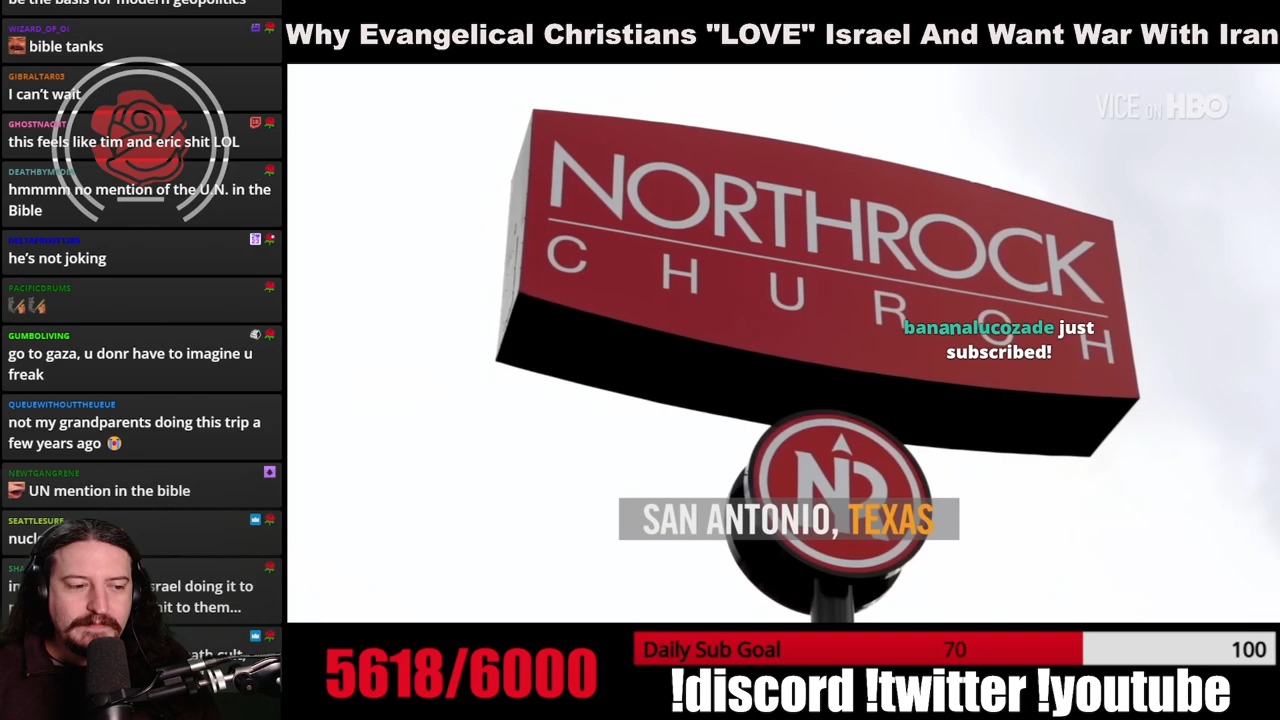 be the basis for modern geopolitics
WIZARD_OF_OI
bible tanks
GIBRALTAR03
I can't wait
GHOSTNACHT
this feels like tim and eric shit LOL
hmmmm no mention of the U.N. in the
Bible
he's not joking
PACIFICDRUMS
GUMBOLIVING
go to gaza, u donr have to imagine u
freak
QUEUEWITHOUTTHEUEUE
not my grandparents doing this trip a
few years ago
NEWTGANGRENE
UN mention in the bible
SEATTLESURF
israel doing it to
to them...
Why Evangelical Christians "LOVE" Israel And Want War With Iran
VICE ON HBO
NORTHROCK
CHURCH
bananalucozade just
subscribed!
NR
SAN ANTONIO, TEXAS
5618/6000
Daily Sub Goal 70 100
!discord !twitter !youtube